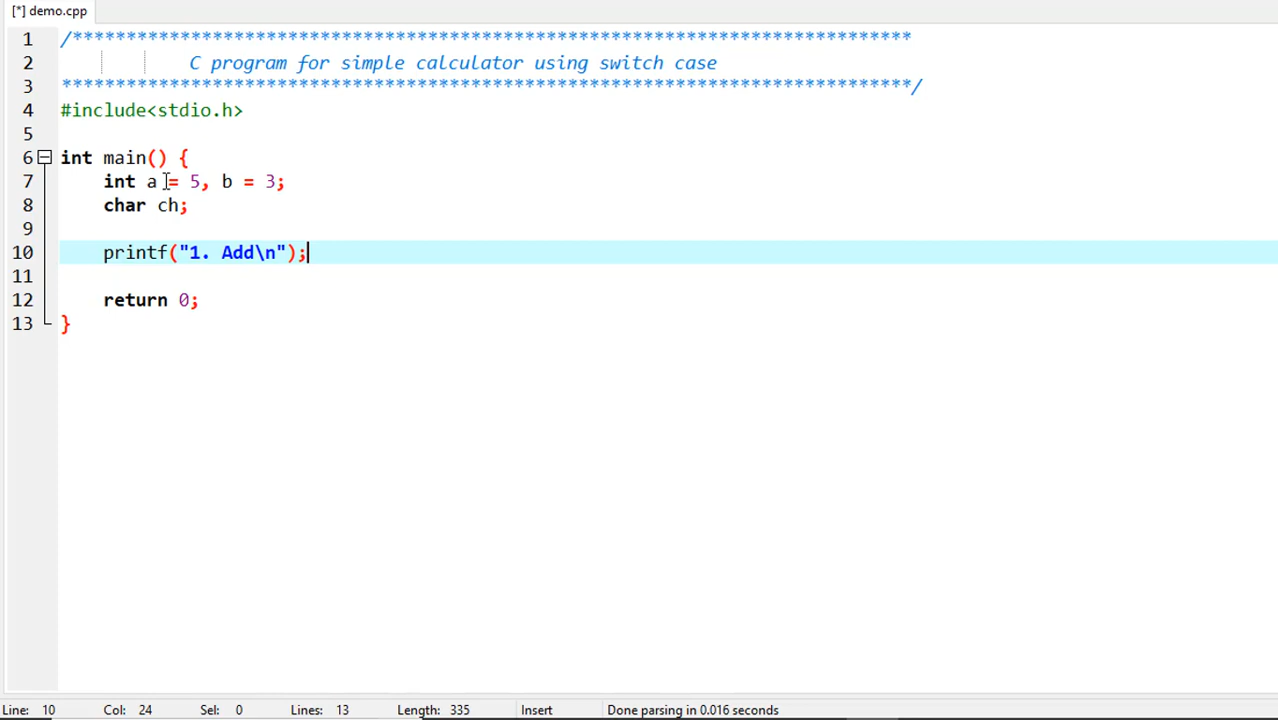 [*] demo.cpp
1 /******************************************************************************
2 C program for simple calculator using switch case
3 *******************************************************************************/
4 #include<stdio.h>
5
6 int main() {
7 int a = 5, b = 3;
8 char ch;
9
10 printf("1. Add\n");
11
12 return 0;
13 }
Line: 10 Col: 24 Sel: 0 Lines: 13 Length: 335 Insert Done parsing in 0.016 seconds